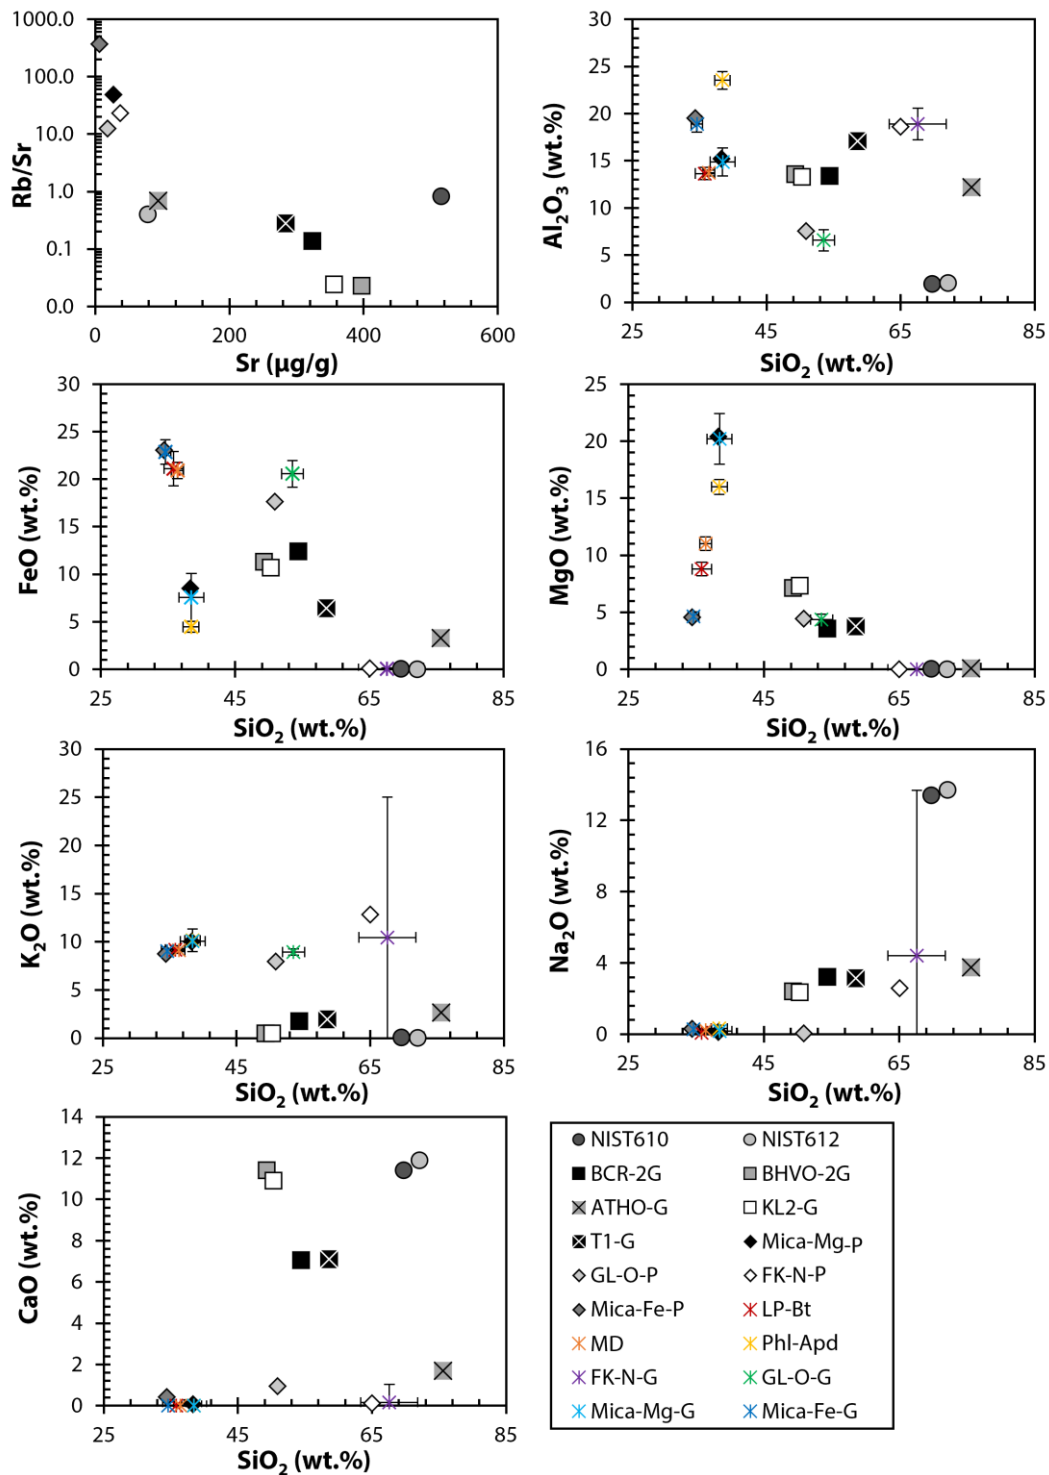 1000.0
100.0
10.0
1.0
0.1
0.0
Rb/Sr
0 200 400 600
Sr (µg/g)
30
25
20
15
10
5
0
Al₂O₃ (wt.%)
25 45 65 85
SiO₂ (wt.%)
30
25
20
15
10
5
0
FeO (wt.%)
25 45 65 85
SiO₂ (wt.%)
25
20
15
10
5
0
MgO (wt.%)
25 45 65 85
SiO₂ (wt.%)
30
25
20
15
10
5
0
K₂O (wt.%)
25 45 65 85
SiO₂ (wt.%)
16
12
8
4
0
Na₂O (wt.%)
25 45 65 85
SiO₂ (wt.%)
14
12
10
8
6
4
2
0
CaO (wt.%)
25 45 65 85
SiO₂ (wt.%)
NIST610 NIST612
BCR-2G BHVO-2G
ATHO-G KL2-G
T1-G Mica-Mg-P
GL-O-P FK-N-P
Mica-Fe-P LP-Bt
MD Phl-Apd
FK-N-G GL-O-G
Mica-Mg-G Mica-Fe-G